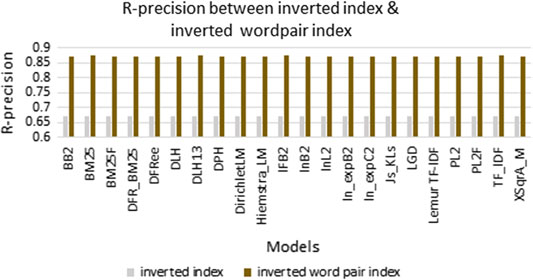 R-precision between inverted index &
inverted wordpair index
R-precision
0.9
0.85
0.8
0.75
0.7
0.65
0.6
BB2
BM25
BM25F
DFR_BM25
DFRee
DLH
DLH13
DPH
DirichletLM
Hiemstra_LM
IFB2
InB2
InL2
In_expB2
In_expC2
Js_KLs
LGD
Lemur TF-IDF
PL2
PL2F
TF_IDF
XSqrA_M
Models
inverted index
inverted word pair index